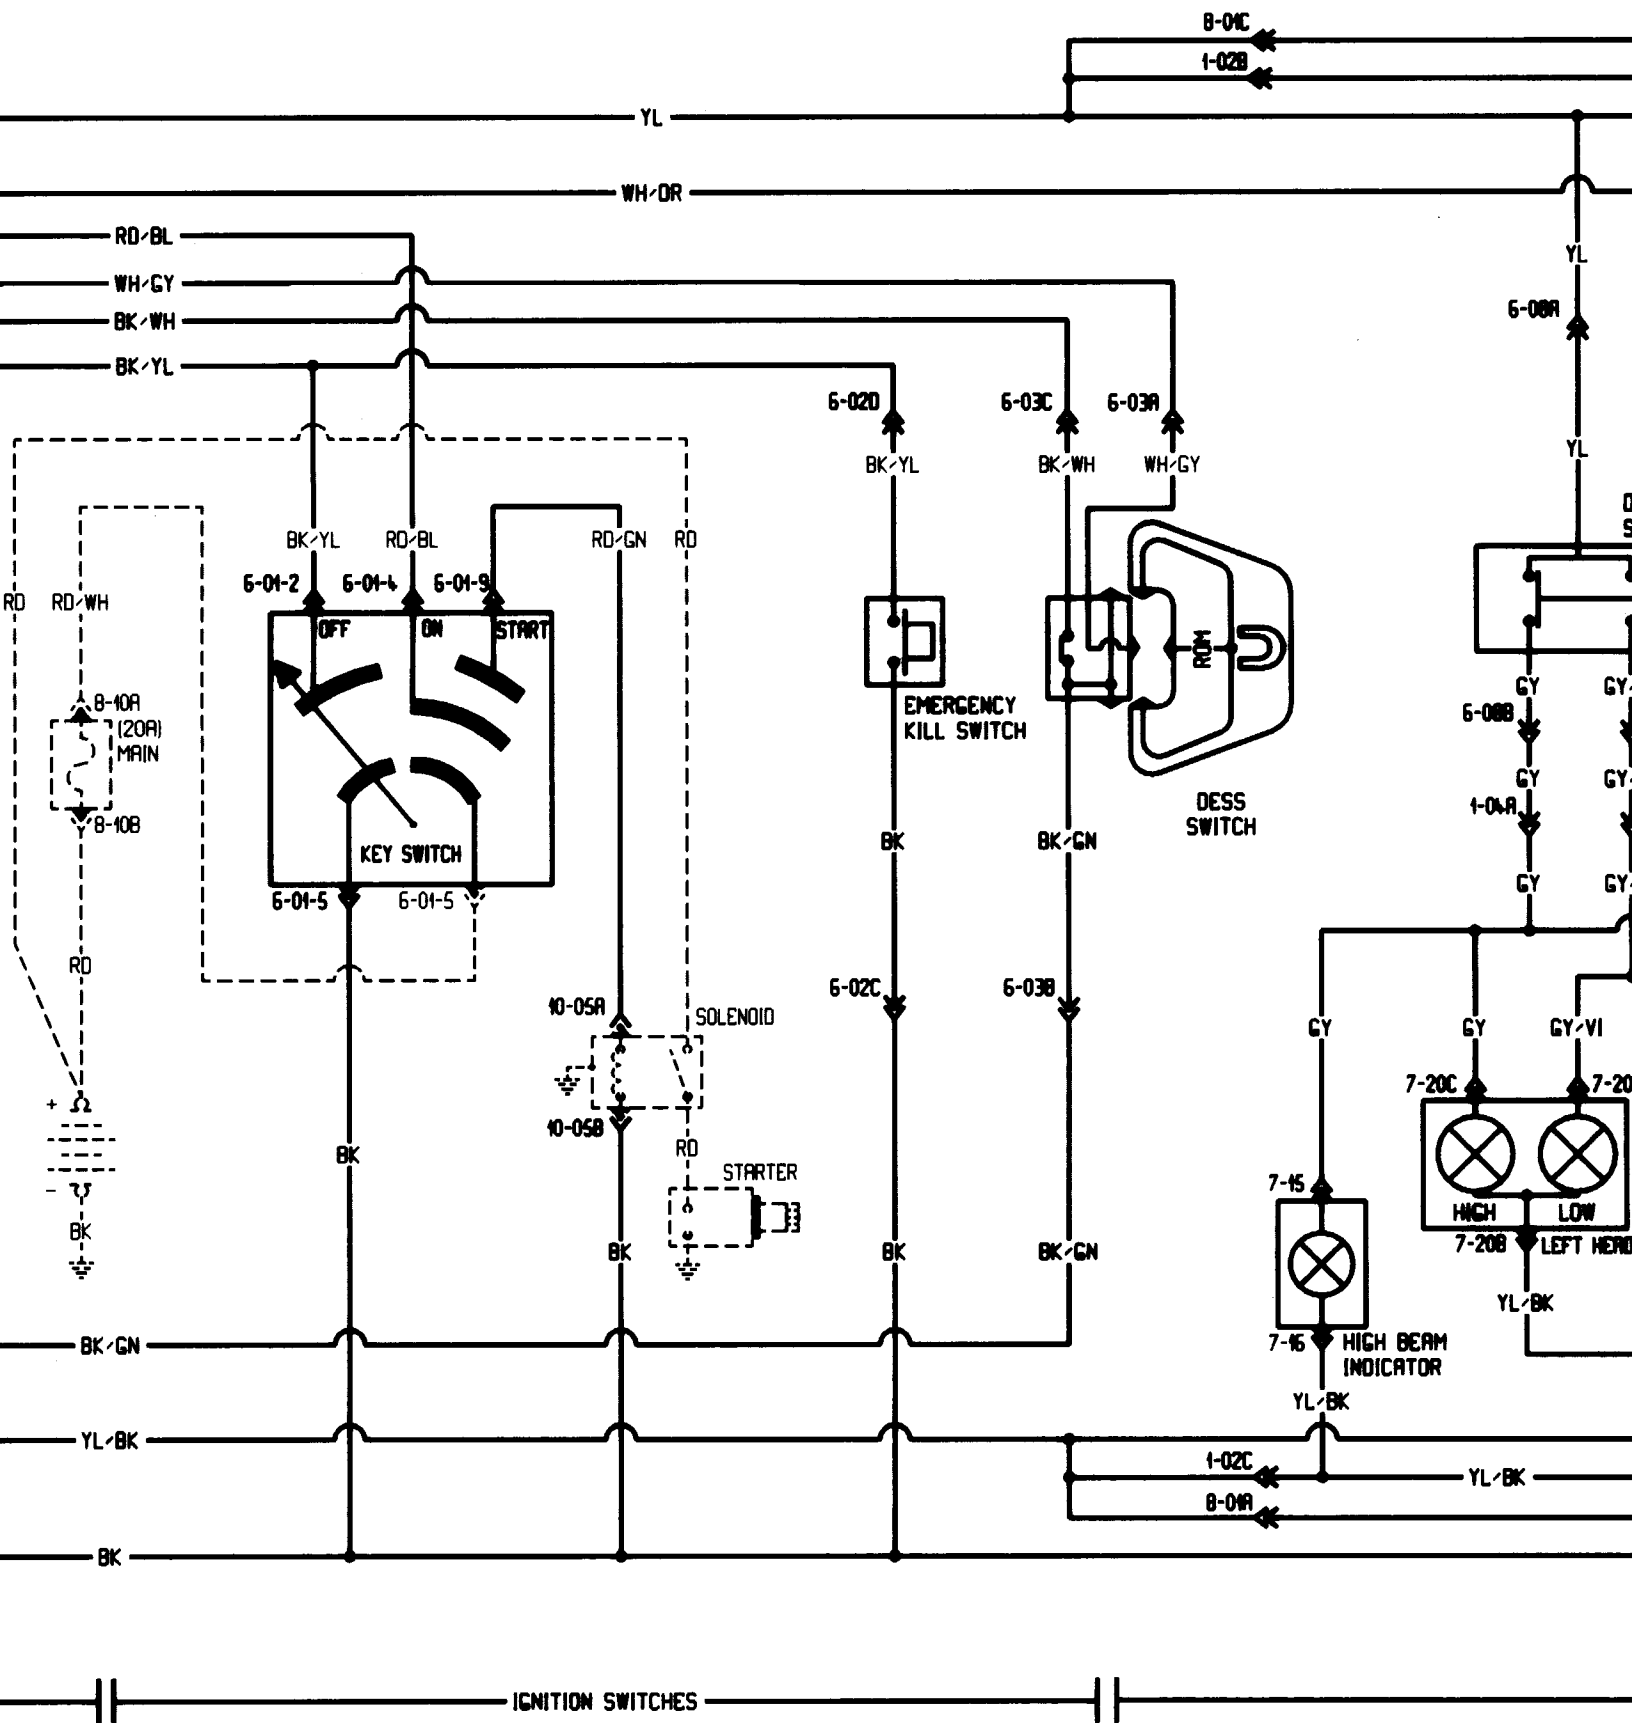 8-01C
1-02B
YL
WH/OR
RD/BL
YL
WH/GY
6-08A
BK/WH
BK/YL
6-02D
6-03C
6-03A
YL
BK/YL
BK/WH
WH/GY
BK/YL
RD/BL
RD/GN
RD
6-01-2
6-01-4
6-01-9
RD
RD/WH
OFF
ON
START
ROM
GY
GY
8-10A
(20A)
MAIN
EMERGENCY
KILL SWITCH
6-08B
GY
GY
DESS
SWITCH
1-04A
8-10B
BK
BK/GN
KEY SWITCH
GY
GY
6-01-5
6-01-5
RD
6-02C
6-03B
10-05A
SOLENOID
GY
GY
GY/VI
7-20C
7-20
+
10-05B
RD
BK
STARTER
7-15
-
HIGH
LOW
BK
BK
BK
BK/GN
7-20B
LEFT HEAD
YL/BK
BK/GN
7-16
HIGH BEAM
INDICATOR
YL/BK
YL/BK
1-02C
YL/BK
8-01A
BK
IGNITION SWITCHES